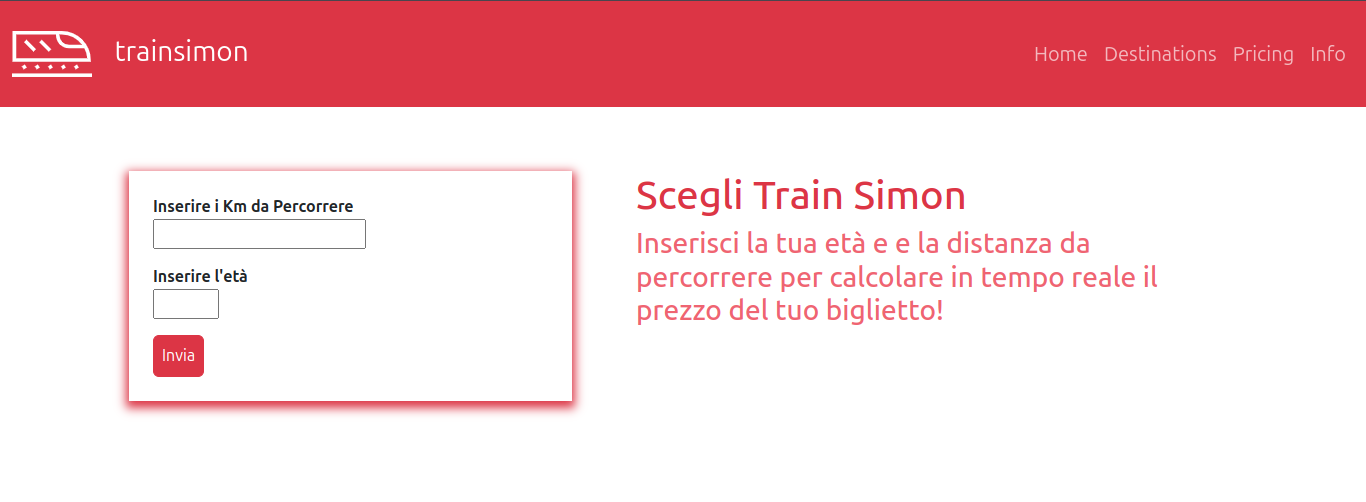 trainsimon
Home Destinations Pricing Info
Inserire i Km da Percorrere
Inserire l'età
Invia
Scegli Train Simon
Inserisci la tua età e e la distanza da
percorrere per calcolare in tempo reale il
prezzo del tuo biglietto!